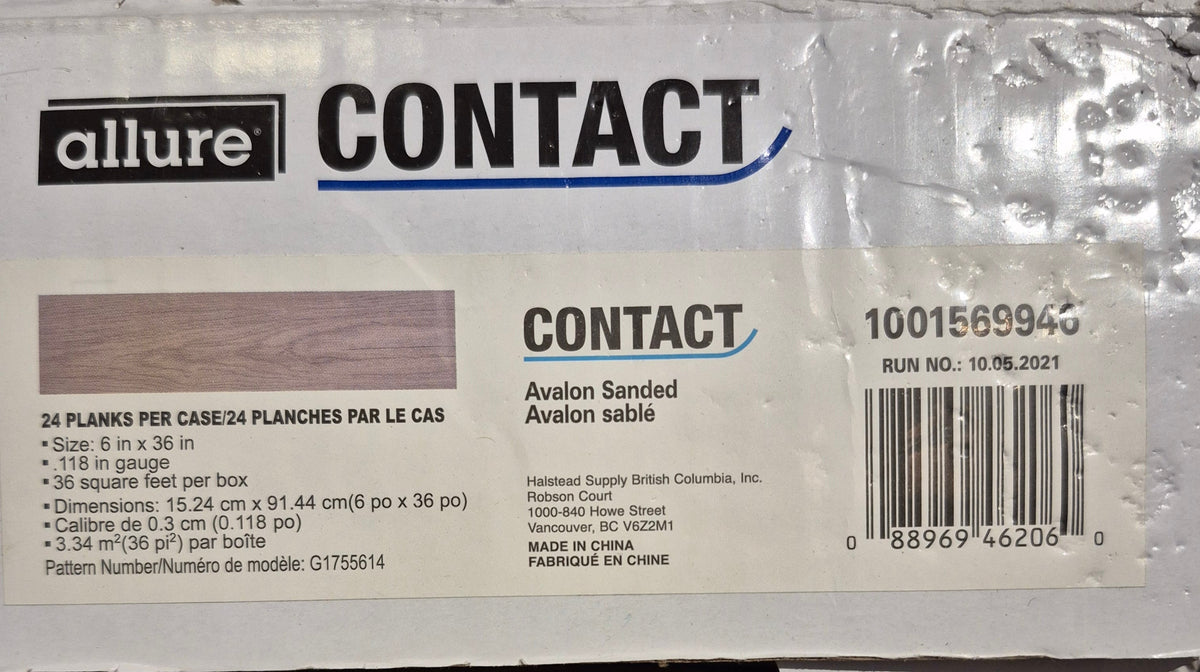 allure®
CONTACT
24 PLANKS PER CASE/24 PLANCHES PAR LE CAS
▪ Size: 6 in x 36 in
▪ .118 in gauge
▪ 36 square feet per box
▪ Dimensions: 15.24 cm x 91.44 cm(6 po x 36 po)
▪ Calibre de 0.3 cm (0.118 po)
▪ 3.34 m²(36 pi²) par boîte
Pattern Number/Numéro de modèle: G1755614
CONTACT
Avalon Sanded
Avalon sablé
Halstead Supply British Columbia, Inc.
Robson Court
1000-840 Howe Street
Vancouver, BC V6Z2M1
MADE IN CHINA
FABRIQUÉ EN CHINE
1001569946
RUN NO.: 10.05.2021
0 88969 46206 0